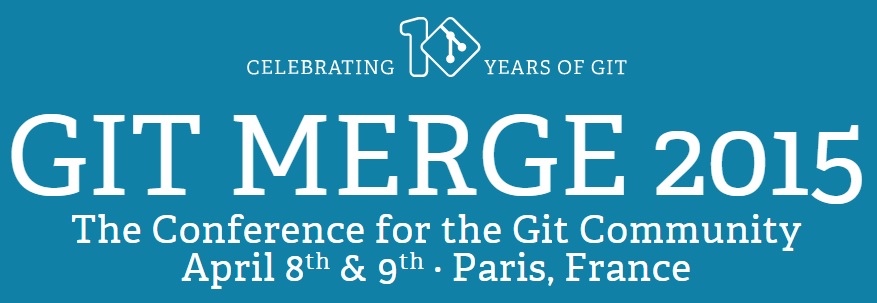 CELEBRATING 10 YEARS OF GIT
GIT MERGE 2015
The Conference for the Git Community
April 8th & 9th · Paris, France